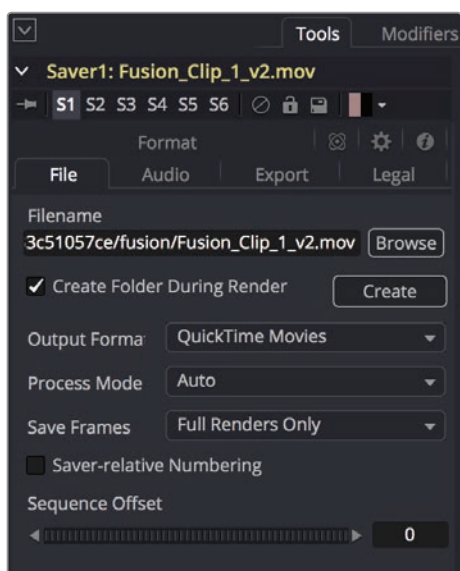 Tools Modifiers
Saver1: Fusion_Clip_1_v2.mov
S1 S2 S3 S4 S5 S6
Format
File Audio Export Legal
Filename
3c51057ce/fusion/Fusion_Clip_1_v2.mov Browse
Create Folder During Render Create
Output Forma QuickTime Movies
Process Mode Auto
Save Frames Full Renders Only
Saver-relative Numbering
Sequence Offset
0